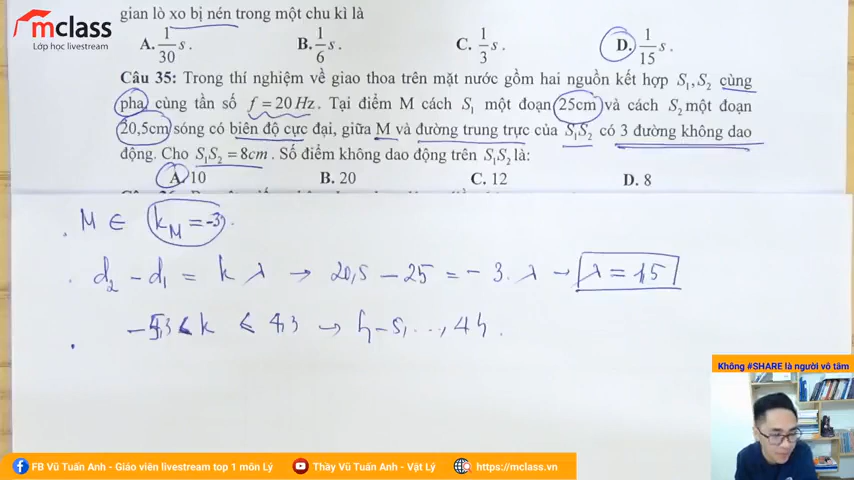 mclass
Lớp học livestream
gian lò xo bị nén trong một chu kì là
A. 1/30 s. B. 1/6 s. C. 1/3 s. D. 1/15 s.
Câu 35: Trong thí nghiệm về giao thoa trên mặt nước gồm hai nguồn kết hợp S₁,S₂ cùng
pha, cùng tần số f = 20 Hz. Tại điểm M cách S₁ một đoạn 25cm và cách S₂ một đoạn
20,5cm sóng có biên độ cực đại, giữa M và đường trung trực của S₁S₂ có 3 đường không dao
động. Cho S₁S₂ = 8cm. Số điểm không dao động trên S₁S₂ là:
A. 10 B. 20 C. 12 D. 8
M ∈ k_M = -3
d₂ - d₁ = k λ → 20,5 - 25 = -3. λ → λ = 1,5
≤ k ≤
Không #SHARE là người vô tâm
FB Vũ Tuấn Anh - Giáo viên livestream top 1 môn Lý Thầy Vũ Tuấn Anh - Vật Lý https://mclass.vn